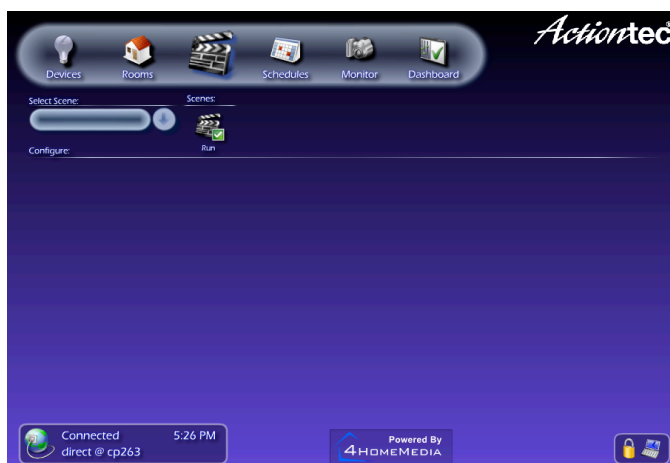 Actiontec
Devices
Rooms
Schedules
Monitor
Dashboard
Select Scene:
Scenes:
Run
Configure:
Connected 5:26 PM
direct @ cp263
Powered By
4HOMEMEDIA